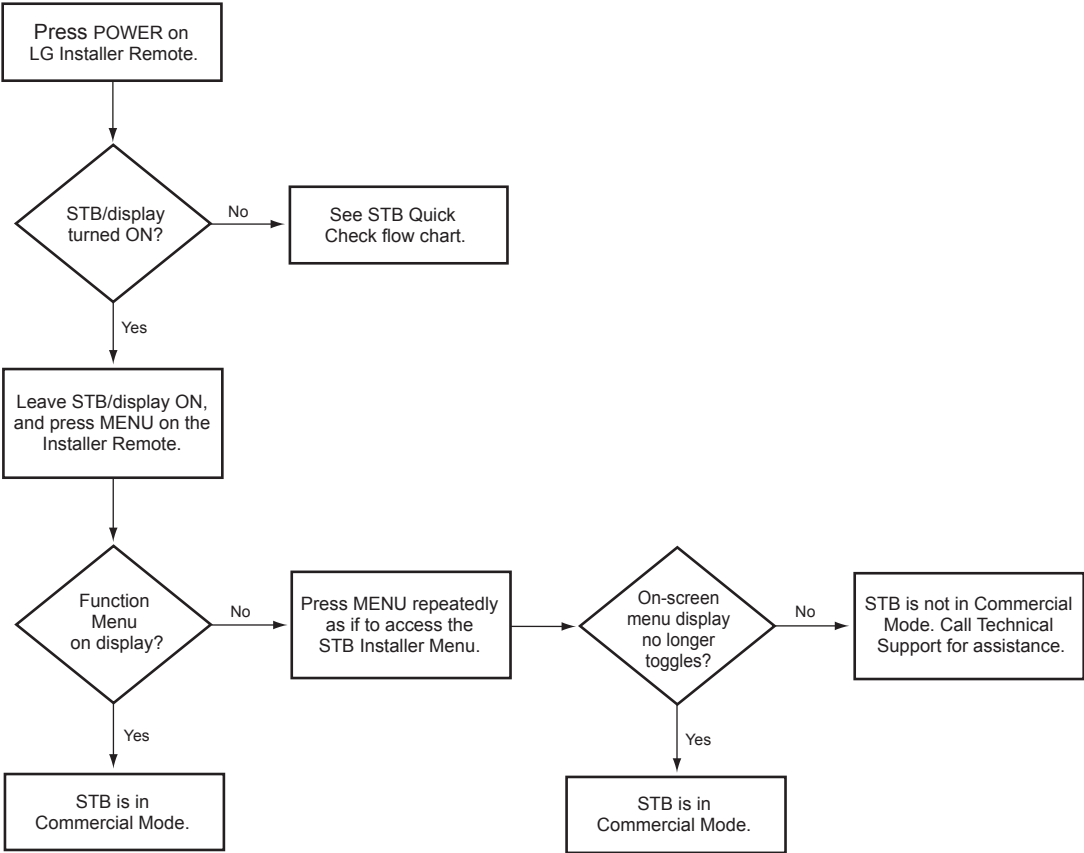 Press POWER on
LG Installer Remote.
STB/display
turned ON?
No
See STB Quick
Check flow chart.
Yes
Leave STB/display ON,
and press MENU on the
Installer Remote.
Function
Menu
on display?
No
Press MENU repeatedly
as if to access the
STB Installer Menu.
On-screen
menu display
no longer
toggles?
No
STB is not in Commercial
Mode. Call Technical
Support for assistance.
Yes
STB is in
Commercial Mode.
Yes
STB is in
Commercial Mode.